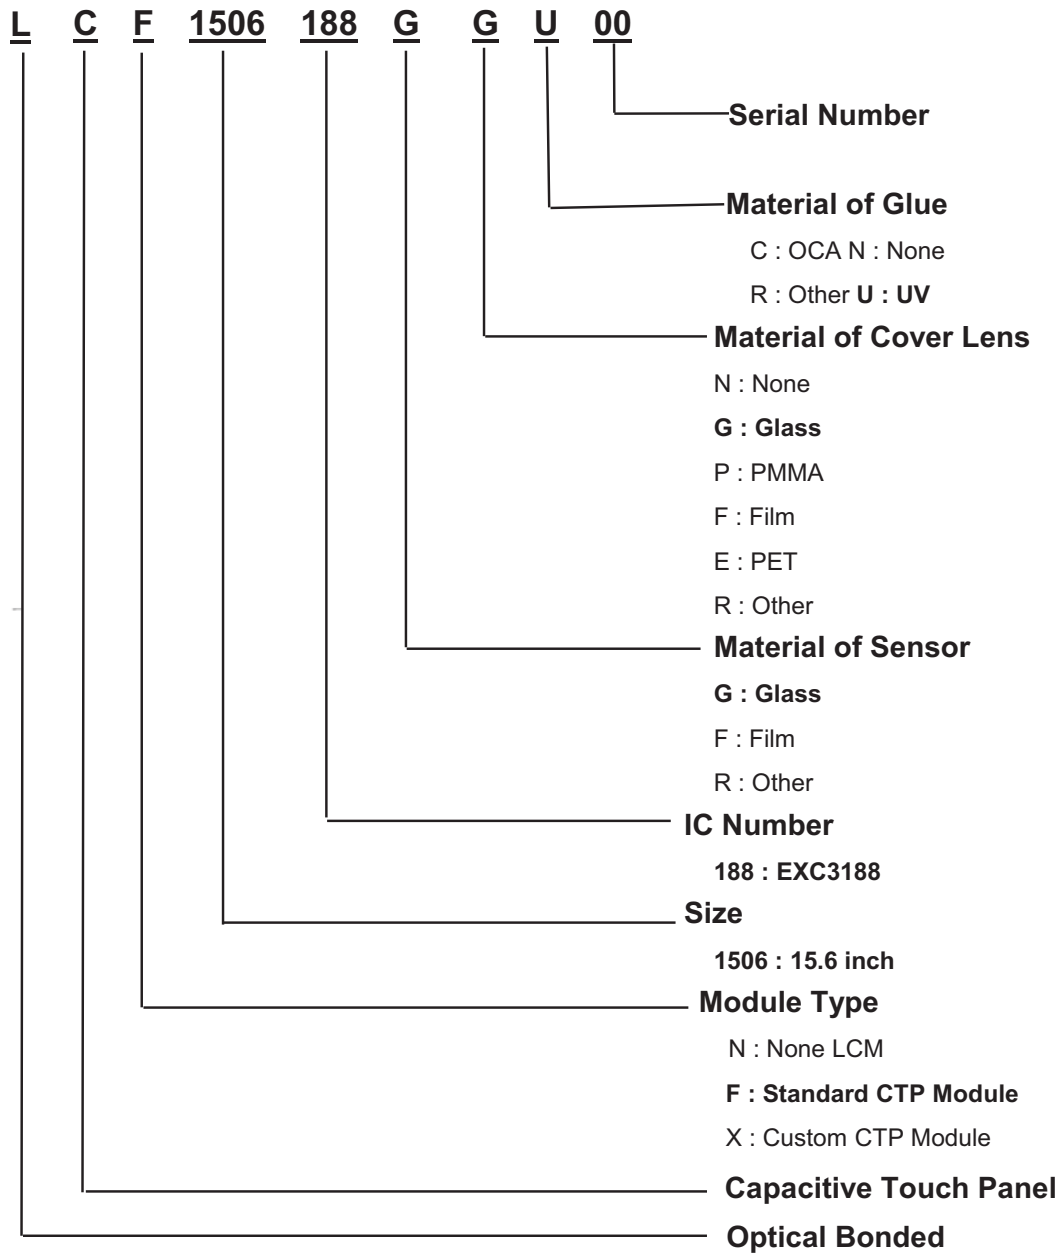 L C F 1506 188 G G U 00
Serial Number
Material of Glue
C : OCA N : None
R : Other U : UV
Material of Cover Lens
N : None
G : Glass
P : PMMA
F : Film
E : PET
R : Other
Material of Sensor
G : Glass
F : Film
R : Other
IC Number
188 : EXC3188
Size
1506 : 15.6 inch
Module Type
N : None LCM
F : Standard CTP Module
X : Custom CTP Module
Capacitive Touch Panel
Optical Bonded